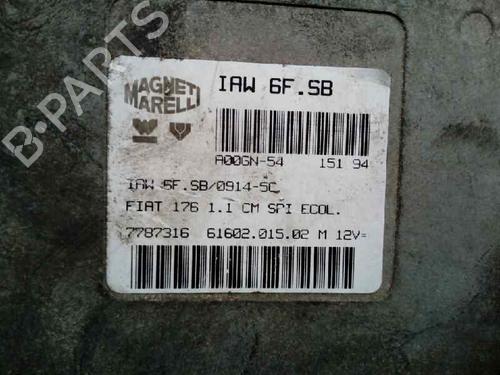 B-PARTS
MAGNETI
MARELLI
IAW 6F.SB
A00GN-54 151 94
IAW 6F.SB/0914-5C
FIAT 176 1.1 CM SPI ECOL.
7787316 61602.015.02 M 12V=